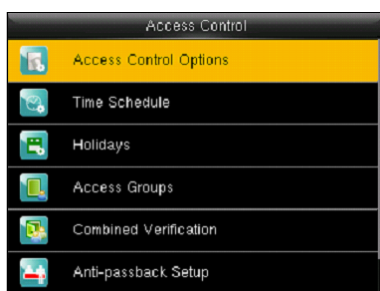 Access Control
Access Control Options
Time Schedule
Holidays
Access Groups
Combined Verification
Anti-passback Setup